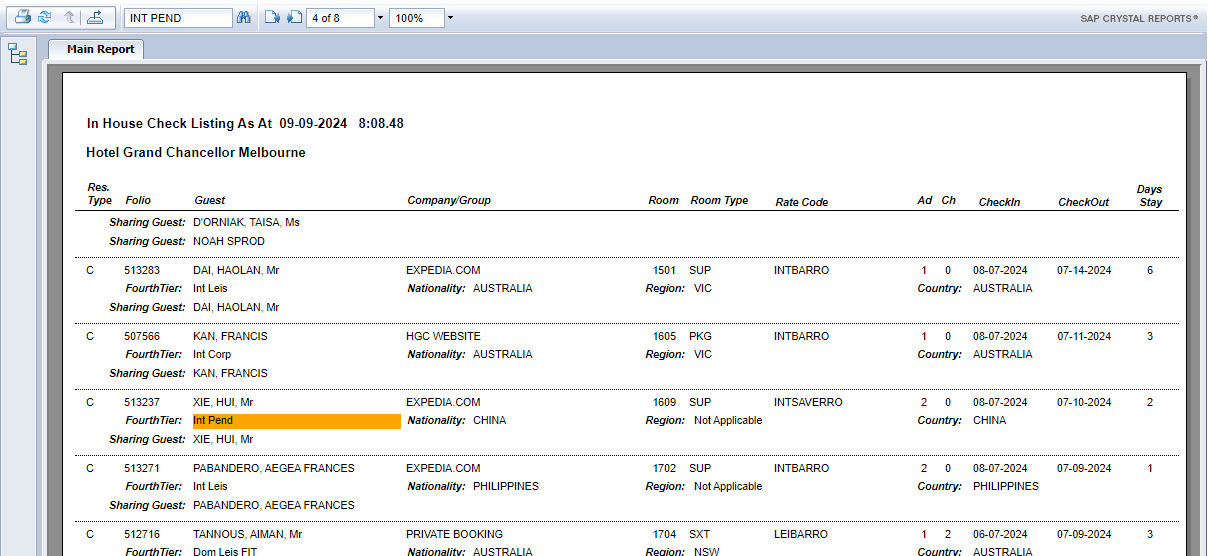 INT PEND 4 of 8 100% SAP CRYSTAL REPORTS®
Main Report
In House Check Listing As At 09-09-2024 8:08.48
Hotel Grand Chancellor Melbourne
Res. Type Folio Guest Company/Group Room Room Type Rate Code Ad Ch CheckIn CheckOut Days Stay
Sharing Guest: D'ORNIAK, TAISA, Ms
Sharing Guest: NOAH SPROD
C 513283 DAI, HAOLAN, Mr EXPEDIA.COM 1501 SUP INTBARRO 1 0 08-07-2024 07-14-2024 6
FourthTier: Int Leis Nationality: AUSTRALIA Region: VIC Country: AUSTRALIA
Sharing Guest: DAI, HAOLAN, Mr
C 507566 KAN, FRANCIS HGC WEBSITE 1605 PKG INTBARRO 1 0 08-07-2024 07-11-2024 3
FourthTier: Int Corp Nationality: AUSTRALIA Region: VIC Country: AUSTRALIA
Sharing Guest: KAN, FRANCIS
C 513237 XIE, HUI, Mr EXPEDIA.COM 1609 SUP INTSAVERRO 2 0 08-07-2024 07-10-2024 2
FourthTier: Int Pend Nationality: CHINA Region: Not Applicable Country: CHINA
Sharing Guest: XIE, HUI, Mr
C 513271 PABANDERO, AEGEA FRANCES EXPEDIA.COM 1702 SUP INTBARRO 2 0 08-07-2024 07-09-2024 1
FourthTier: Int Leis Nationality: PHILIPPINES Region: Not Applicable Country: PHILIPPINES
Sharing Guest: PABANDERO, AEGEA FRANCES
C 512716 TANNOUS, AIMAN, Mr PRIVATE BOOKING 1704 SXT LEIBARRO 1 2 06-07-2024 07-09-2024 3
FourthTier: Dom Leis FIT Nationality: AUSTRALIA Region: NSW Country: AUSTRALIA